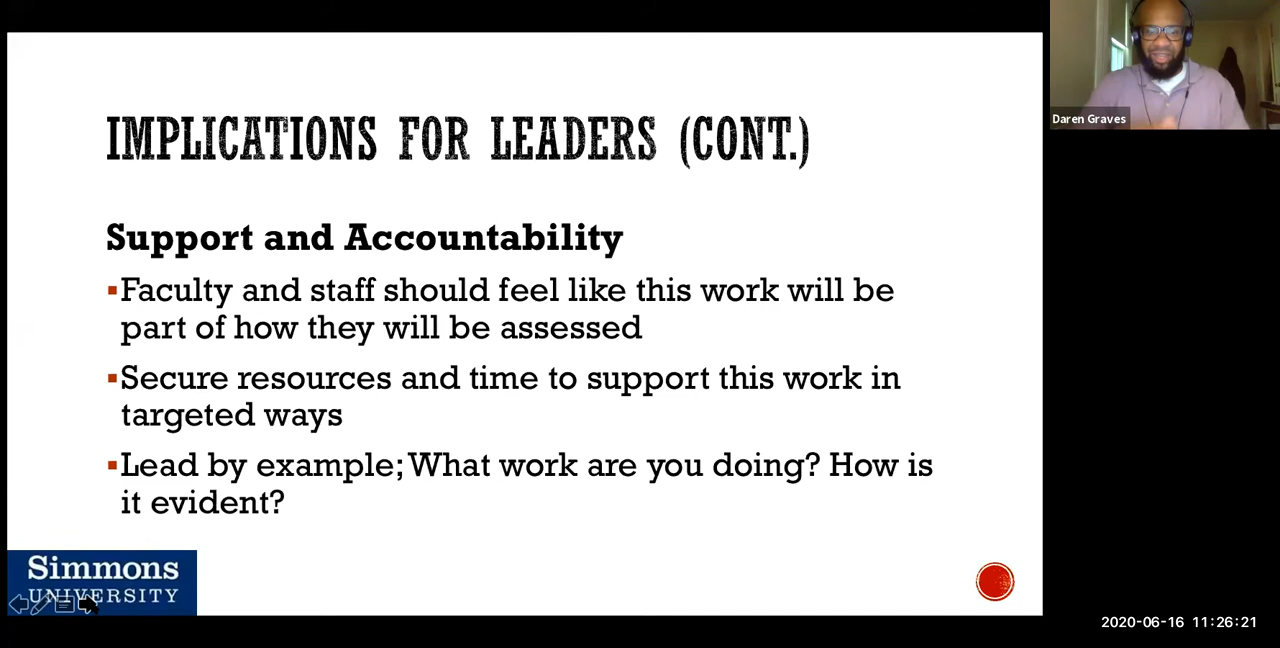 IMPLICATIONS FOR LEADERS (CONT.)
Support and Accountability
▪Faculty and staff should feel like this work will be
part of how they will be assessed
▪Secure resources and time to support this work in
targeted ways
▪Lead by example; What work are you doing? How is
it evident?
Simmons
UNIVERSITY
Daren Graves
2020-06-16 11:26:21